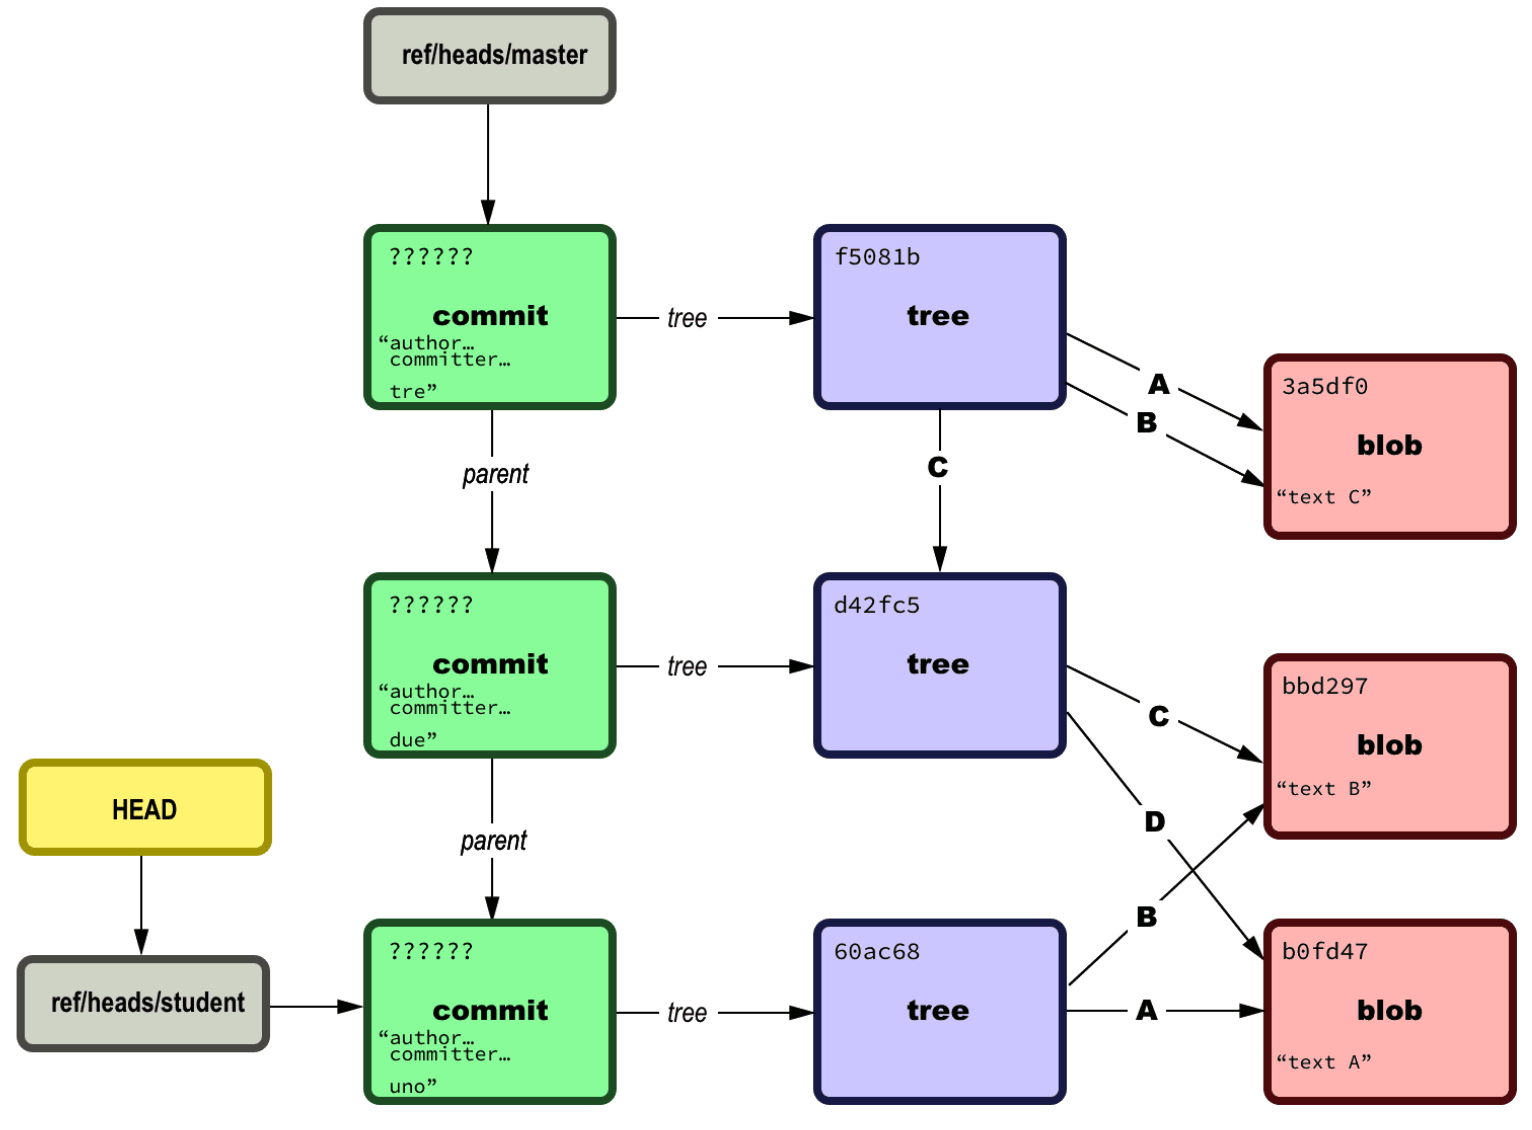 ref/heads/master
??????
commit
“author…
committer…
tre”
tree
f5081b
tree
A
B
3a5df0
blob
“text C”
parent
C
??????
commit
“author…
committer…
due”
tree
d42fc5
tree
C
D
bbd297
blob
“text B”
HEAD
parent
B
ref/heads/student
??????
commit
“author…
committer…
uno”
tree
60ac68
tree
A
b0fd47
blob
“text A”